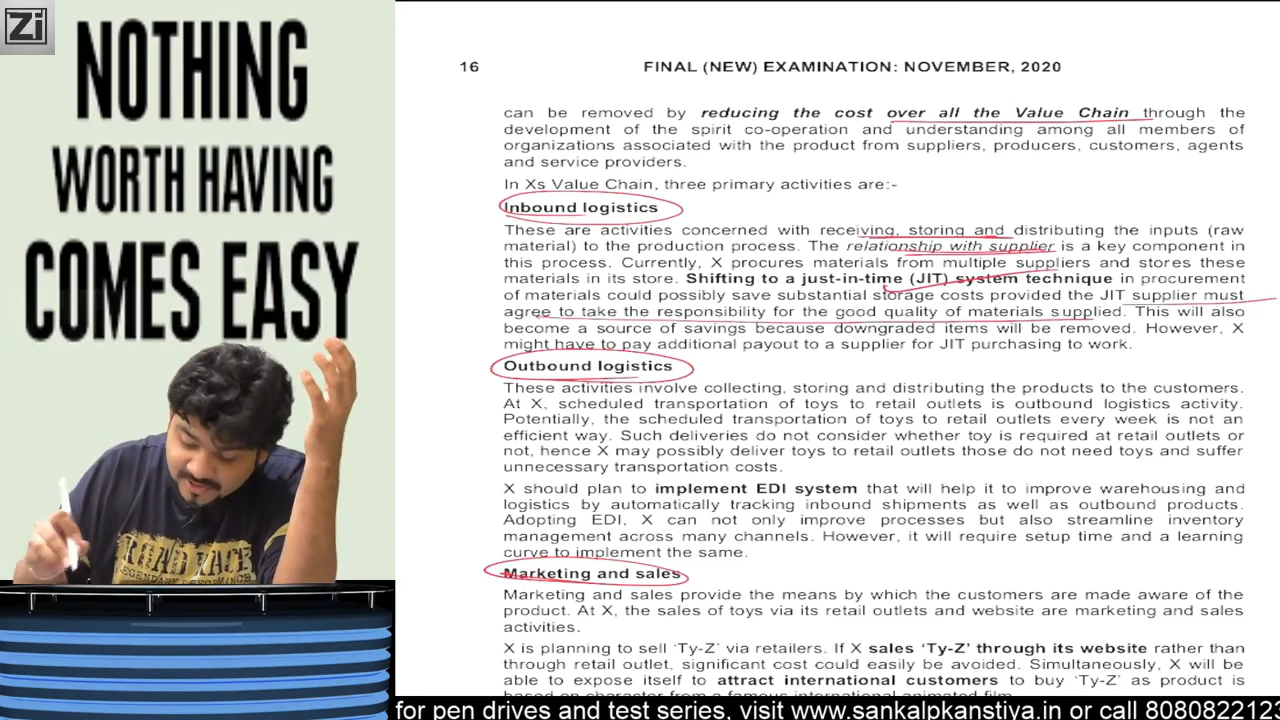 Zi
NOTHING
WORTH HAVING
COMES EASY
ROAD RACE
16
FINAL (NEW) EXAMINATION: NOVEMBER, 2020
can be removed by reducing the cost over all the Value Chain through the
development of the spirit co-operation and understanding among all members of
organizations associated with the product from suppliers, producers, customers, agents
and service providers.
In Xs Value Chain, three primary activities are:-
Inbound logistics
These are activities concerned with receiving, storing and distributing the inputs (raw
material) to the production process. The relationship with supplier is a key component in
this process. Currently, X procures materials from multiple suppliers and stores these
materials in its store. Shifting to a just-in-time (JIT) system technique in procurement
of materials could possibly save substantial storage costs provided the JIT supplier must
agree to take the responsibility for the good quality of materials supplied. This will also
become a source of savings because downgraded items will be removed. However, X
might have to pay additional payout to a supplier for JIT purchasing to work.
Outbound logistics
These activities involve collecting, storing and distributing the products to the customers.
At X, scheduled transportation of toys to retail outlets is outbound logistics activity.
Potentially, the scheduled transportation of toys to retail outlets every week is not an
efficient way. Such deliveries do not consider whether toy is required at retail outlets or
not, hence X may possibly deliver toys to retail outlets those do not need toys and suffer
unnecessary transportation costs.
X should plan to implement EDI system that will help it to improve warehousing and
logistics by automatically tracking inbound shipments as well as outbound products.
Adopting EDI, X can not only improve processes but also streamline inventory
management across many channels. However, it will require setup time and a learning
curve to implement the same.
Marketing and sales
Marketing and sales provide the means by which the customers are made aware of the
product. At X, the sales of toys via its retail outlets and website are marketing and sales
activities.
X is planning to sell ‘Ty-Z’ via retailers. If X sales ‘Ty-Z’ through its website rather than
through retail outlet, significant cost could easily be avoided. Simultaneously, X will be
able to expose itself to attract international customers to buy ‘Ty-Z’ as product is
based on character from a famous international animated film.
for pen drives and test series, visit www.sankalpkanstiya.in or call 8080822123